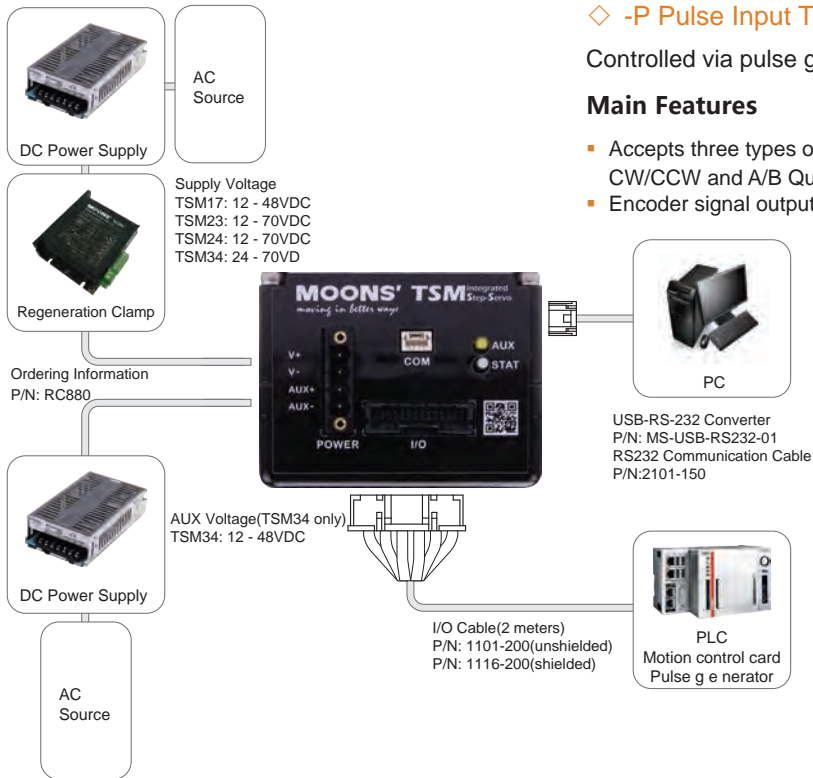 ◇ -P Pulse Input T
Controlled via pulse g
Main Features
▪ Accepts three types o
CW/CCW and A/B Qu
▪ Encoder signal output
AC
Source
DC Power Supply
Supply Voltage
TSM17: 12 - 48VDC
TSM23: 12 - 70VDC
TSM24: 12 - 70VDC
TSM34: 24 - 70VD
MOONS'
Regeneration Clamp
Ordering Information
P/N: RC880
MOONS' TSM Integrated
Step-Servo
moving in better ways
V+
V-
AUX+
AUX-
POWER
COM
I/O
AUX
STAT
PC
USB-RS-232 Converter
P/N: MS-USB-RS232-01
RS232 Communication Cable
P/N:2101-150
AUX Voltage(TSM34 only)
TSM34: 12 - 48VDC
DC Power Supply
AC
Source
I/O Cable(2 meters)
P/N: 1101-200(unshielded)
P/N: 1116-200(shielded)
PLC
Motion control card
Pulse g e nerator